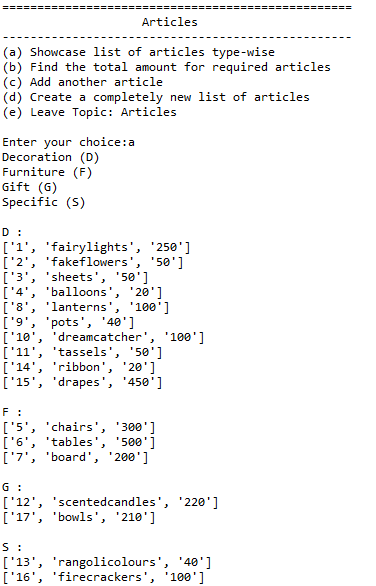 ==================================================
Articles
--------------------------------------------------
(a) Showcase list of articles type-wise
(b) Find the total amount for required articles
(c) Add another article
(d) Create a completely new list of articles
(e) Leave Topic: Articles
Enter your choice:a
Decoration (D)
Furniture (F)
Gift (G)
Specific (S)
D :
['1', 'fairylights', '250']
['2', 'fakeflowers', '50']
['3', 'sheets', '50']
['4', 'balloons', '20']
['8', 'lanterns', '100']
['9', 'pots', '40']
['10', 'dreamcatcher', '100']
['11', 'tassels', '50']
['14', 'ribbon', '20']
['15', 'drapes', '450']
F :
['5', 'chairs', '300']
['6', 'tables', '500']
['7', 'board', '200']
G :
['12', 'scentedcandles', '220']
['17', 'bowls', '210']
S :
['13', 'rangolicolours', '40']
['16', 'firecrackers', '100']